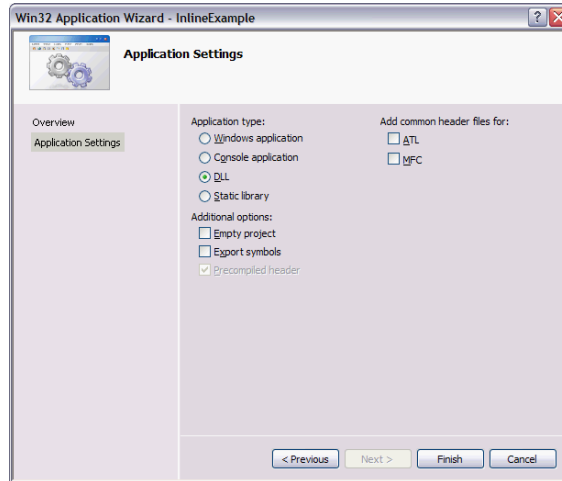 Win32 Application Wizard - InlineExample
Application Settings
Overview
Application Settings
Application type:
Windows application
Console application
DLL
Static library
Additional options:
Empty project
Export symbols
Precompiled header
Add common header files for:
ATL
MFC
< Previous
Next >
Finish
Cancel